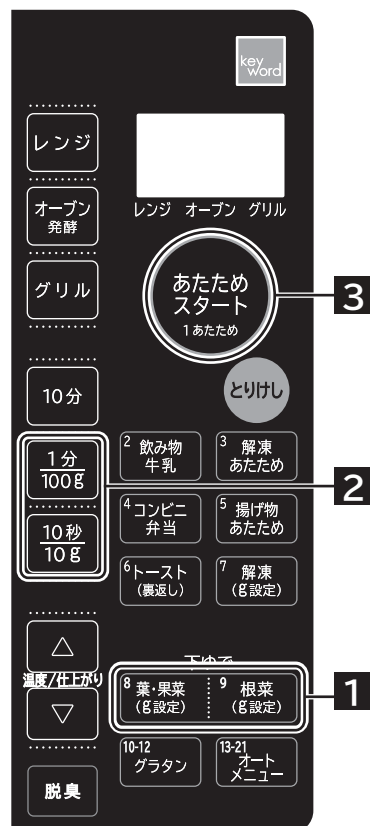 key
word
レンジ
オーブン
発酵
グリル
レンジ オーブン グリル
あたため
スタート
1あたため
3
とりけし
10分
1分
100g
10秒
10g
2
2 飲み物
牛乳
3 解凍
あたため
4コンビニ
弁当
5 揚げ物
あたため
6トースト
(裏返し)
7 解凍
(g設定)
△
温度/仕上がり
▽
下ゆで
8 葉・果菜
(g設定)
9 根菜
(g設定)
1
10-12
グラタン
13-21
オート
メニュー
脱臭